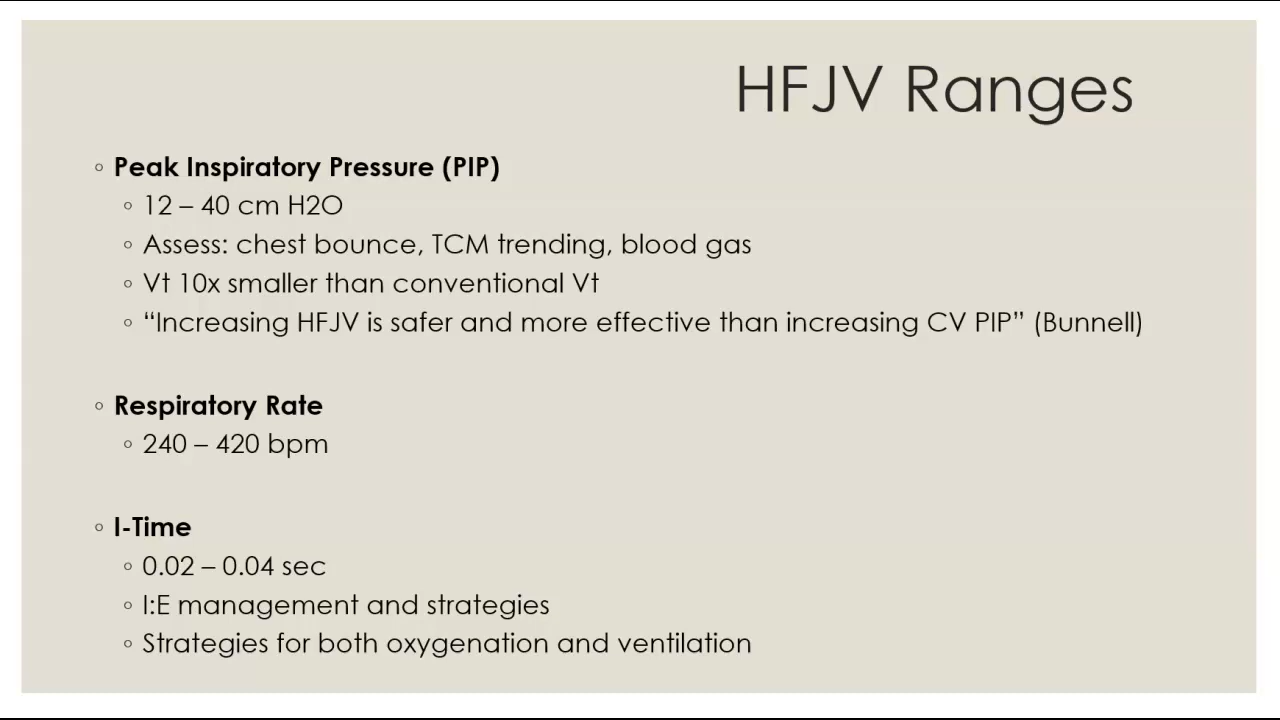 HFJV Ranges
◦ Peak Inspiratory Pressure (PIP)
◦ 12 – 40 cm H2O
◦ Assess: chest bounce, TCM trending, blood gas
◦ Vt 10x smaller than conventional Vt
◦ “Increasing HFJV is safer and more effective than increasing CV PIP” (Bunnell)
◦ Respiratory Rate
◦ 240 – 420 bpm
◦ I-Time
◦ 0.02 – 0.04 sec
◦ I:E management and strategies
◦ Strategies for both oxygenation and ventilation